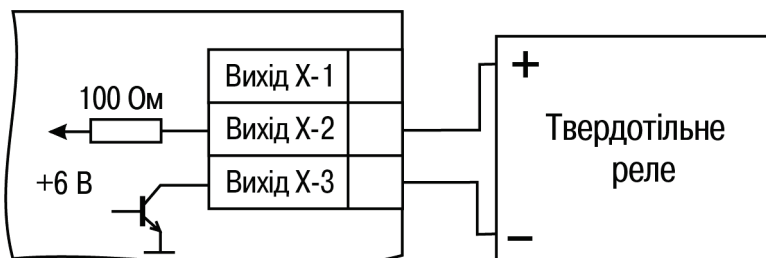 Вихід X-1
100 Ом
Вихід X-2
+6 В
Вихід X-3
+
Твердотільне
реле
–